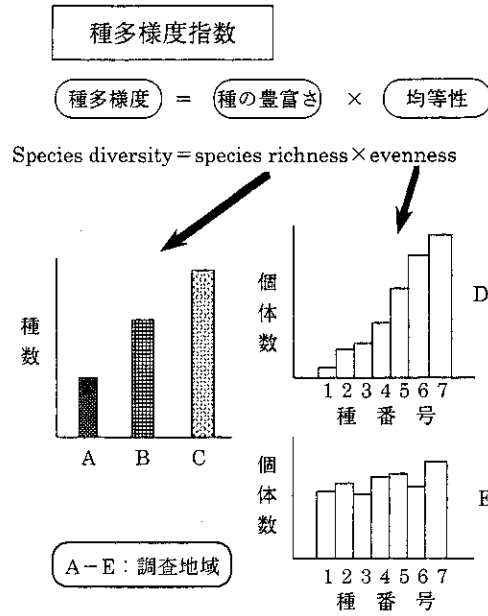 種多様度指数
種多様度 = 種の豊富さ × 均等性
Species diversity=species richness×evenness
種数
A B C
個体数
D
1 2 3 4 5 6 7
種番号
個体数
E
1 2 3 4 5 6 7
種番号
A－E：調査地域